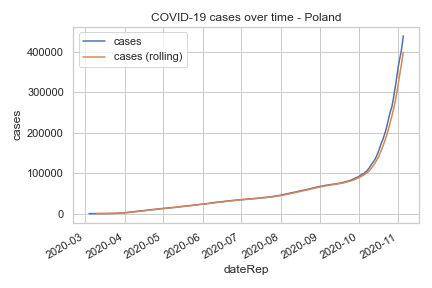 COVID-19 cases over time - Poland
cases
cases (rolling)
cases
400000
300000
200000
100000
0
2020-03
2020-04
2020-05
2020-06
2020-07
2020-08
2020-09
2020-10
2020-11
dateRep